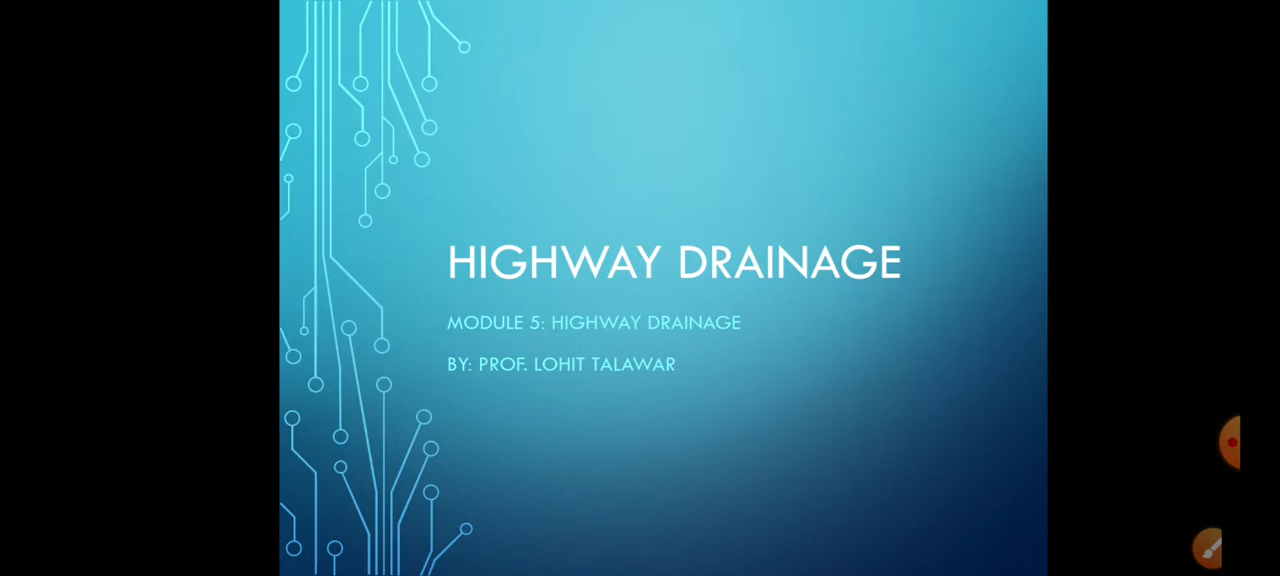 HIGHWAY DRAINAGE
MODULE 5: HIGHWAY DRAINAGE
BY: PROF. LOHIT TALAWAR